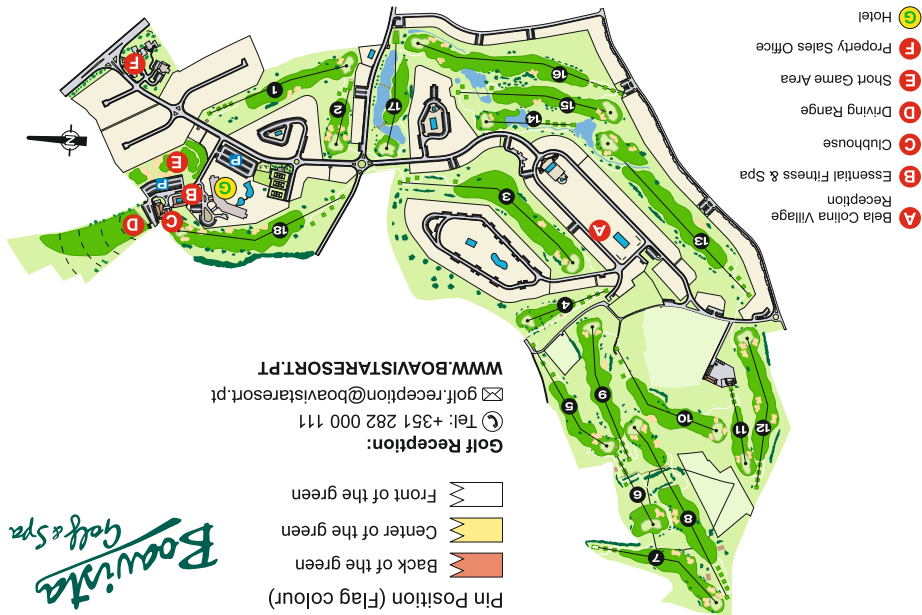 Boavista
Golf & Spa
Pin Position (Flag colour)
Back of the green
Center of the green
Front of the green
Golf Reception:
Tel: +351 282 000 111
golf.reception@boavistaresort.pt
WWW.BOAVISTARESORT.PT
A Bela Colina Village Reception
B Essential Fitness & Spa
C Clubhouse
D Driving Range
E Short Game Area
F Property Sales Office
G Hotel
7
8
6
12
11
10
9
5
4
13
A
3
18
D
C
B
G
P
E
P
14
15
16
17
2
1
F
N